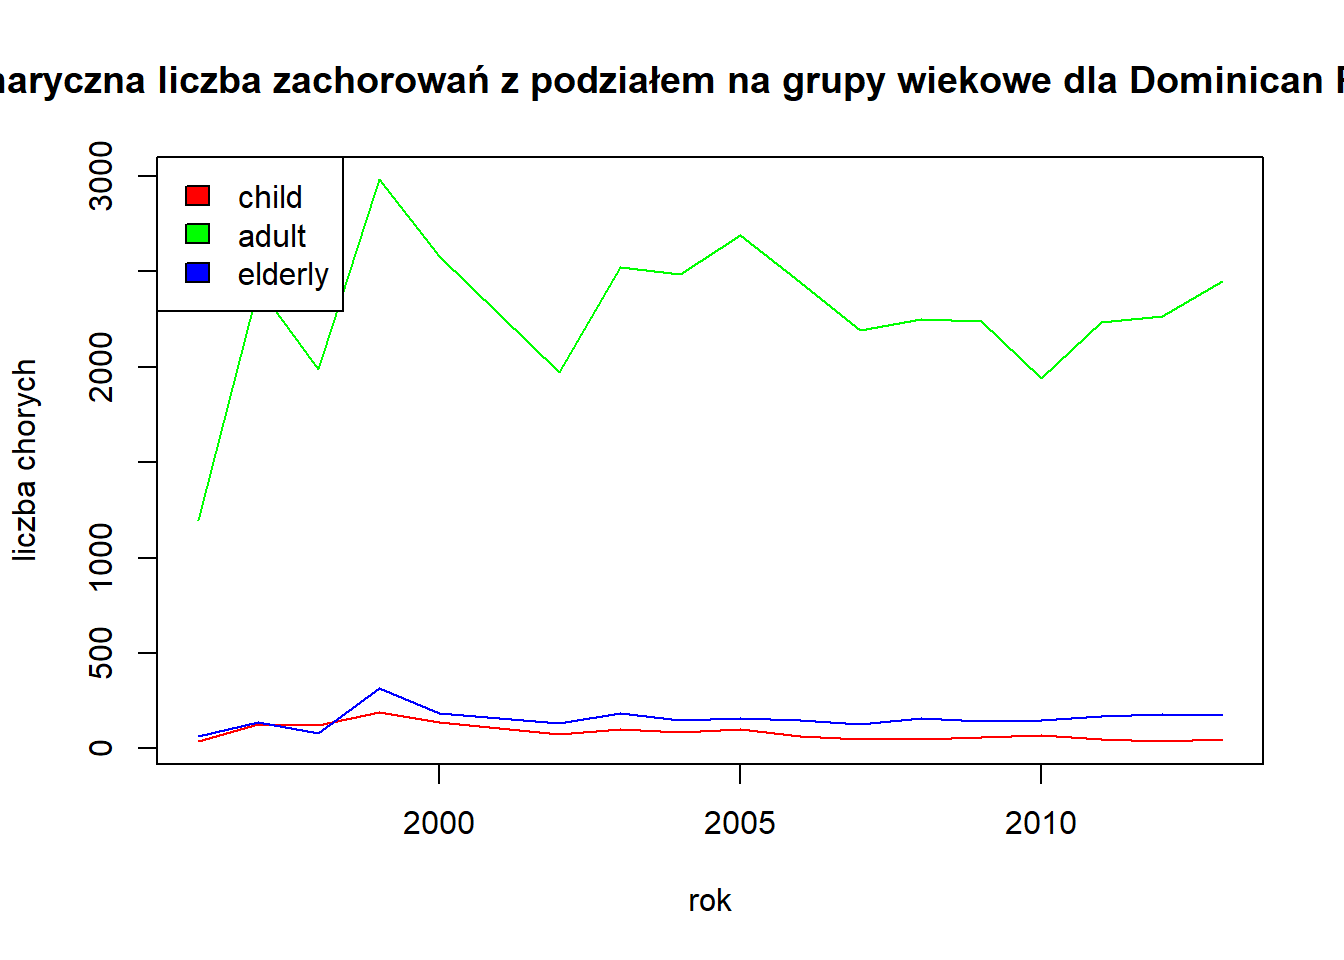 maryczna liczba zachorowań z podziałem na grupy wiekowe dla Dominican
child
adult
elderly
liczba chorych
3000
2000
1000
500
0
2000 2005 2010
rok